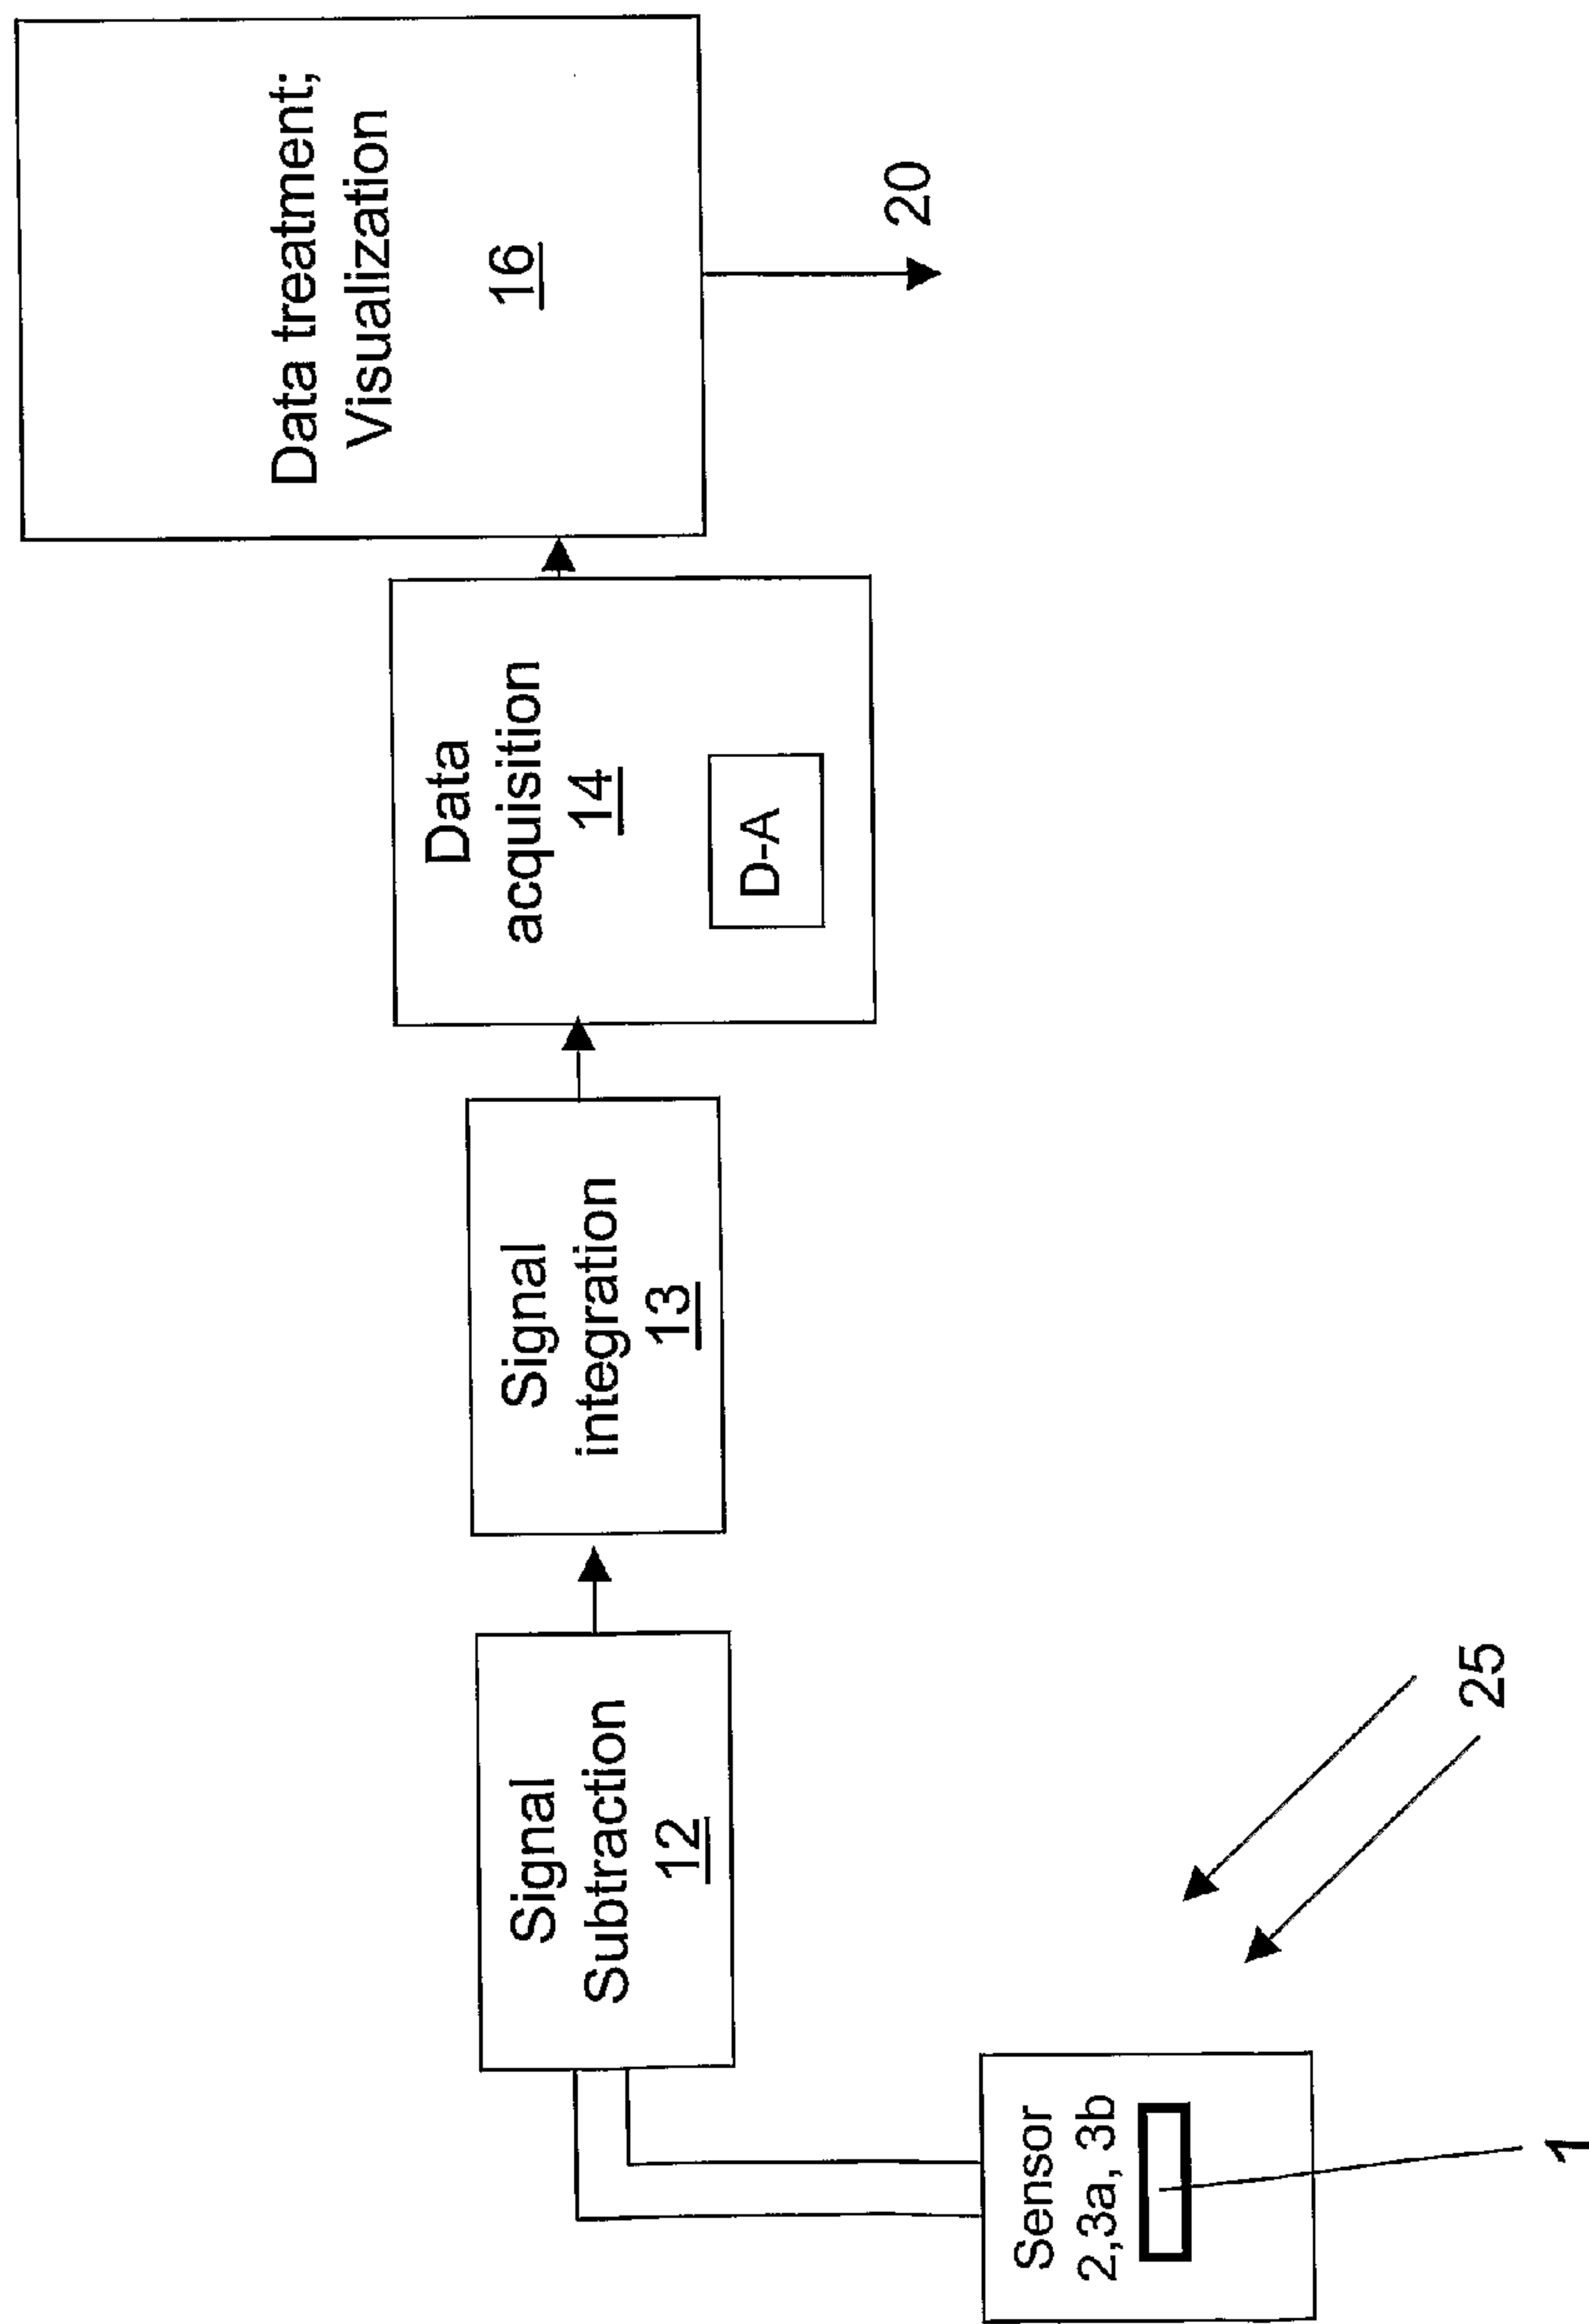 Sensor
2,3a, 3b
1
25
Signal
Subtraction
12
Signal
integration
13
Data
acquisition
14
D-A
Data treatment;
Visualization
16
20